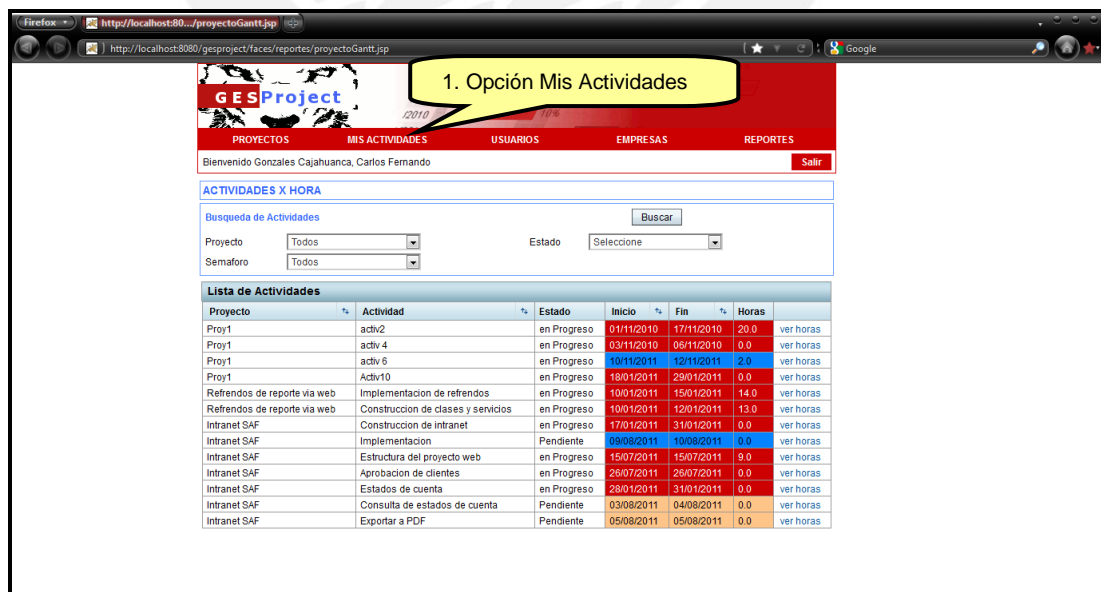 Firefox
http://localhost:80.../proyectoGantt.jsp
http://localhost:8080/gesproject/faces/reportes/proyectoGantt.jsp
Google
1. Opción Mis Actividades
GESProject
/2010
10%
PROYECTOS MIS ACTIVIDADES USUARIOS EMPRESAS REPORTES
Bienvenido Gonzales Cajahuanca, Carlos Fernando Salir
ACTIVIDADES X HORA
Busqueda de Actividades Buscar
Proyecto Todos Estado Seleccione
Semaforo Todos
Lista de Actividades
Proyecto Actividad Estado Inicio Fin Horas
Proy1 activ2 en Progreso 01/11/2010 17/11/2010 20.0 ver horas
Proy1 activ 4 en Progreso 03/11/2010 06/11/2010 0.0 ver horas
Proy1 activ 6 en Progreso 10/11/2011 12/11/2011 2.0 ver horas
Proy1 Activ10 en Progreso 18/01/2011 29/01/2011 0.0 ver horas
Refrendos de reporte via web Implementacion de refrendos en Progreso 10/01/2011 15/01/2011 14.0 ver horas
Refrendos de reporte via web Construccion de clases y servicios en Progreso 10/01/2011 12/01/2011 13.0 ver horas
Intranet SAF Construccion de intranet en Progreso 17/01/2011 31/01/2011 0.0 ver horas
Intranet SAF Implementacion Pendiente 09/08/2011 10/08/2011 0.0 ver horas
Intranet SAF Estructura del proyecto web en Progreso 15/07/2011 15/07/2011 9.0 ver horas
Intranet SAF Aprobacion de clientes en Progreso 26/07/2011 26/07/2011 0.0 ver horas
Intranet SAF Estados de cuenta en Progreso 28/01/2011 31/01/2011 0.0 ver horas
Intranet SAF Consulta de estados de cuenta Pendiente 03/08/2011 04/08/2011 0.0 ver horas
Intranet SAF Exportar a PDF Pendiente 05/08/2011 05/08/2011 0.0 ver horas